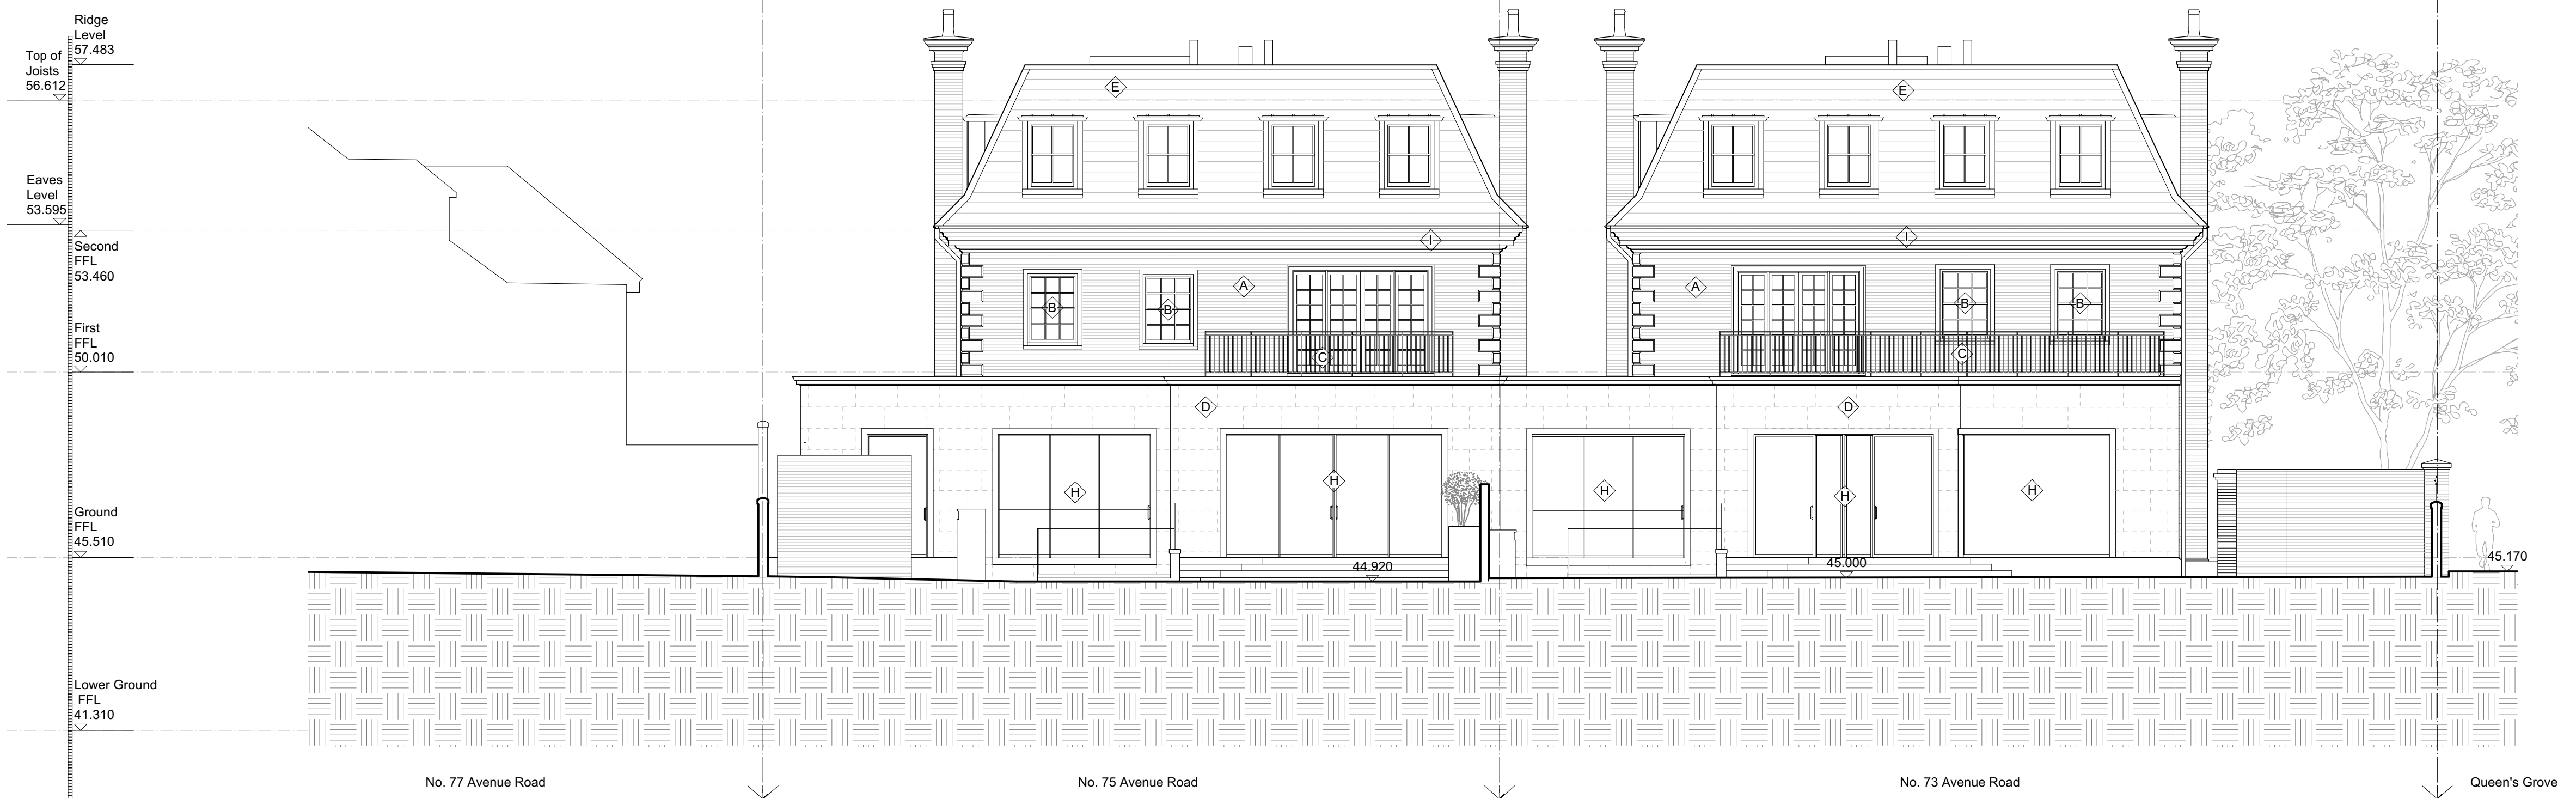 Ridge
Level
57.483
Top of
Joists
56.612
Eaves
Level
53.595
Second
FFL
53.460
First
FFL
50.010
Ground
FFL
45.510
Lower Ground
FFL
41.310
E
E
I
I
A
A
B
B
B
B
C
C
D
D
H
H
H
H
H
44.920
45.000
45.170
No. 77 Avenue Road
No. 75 Avenue Road
No. 73 Avenue Road
Queen's Grove